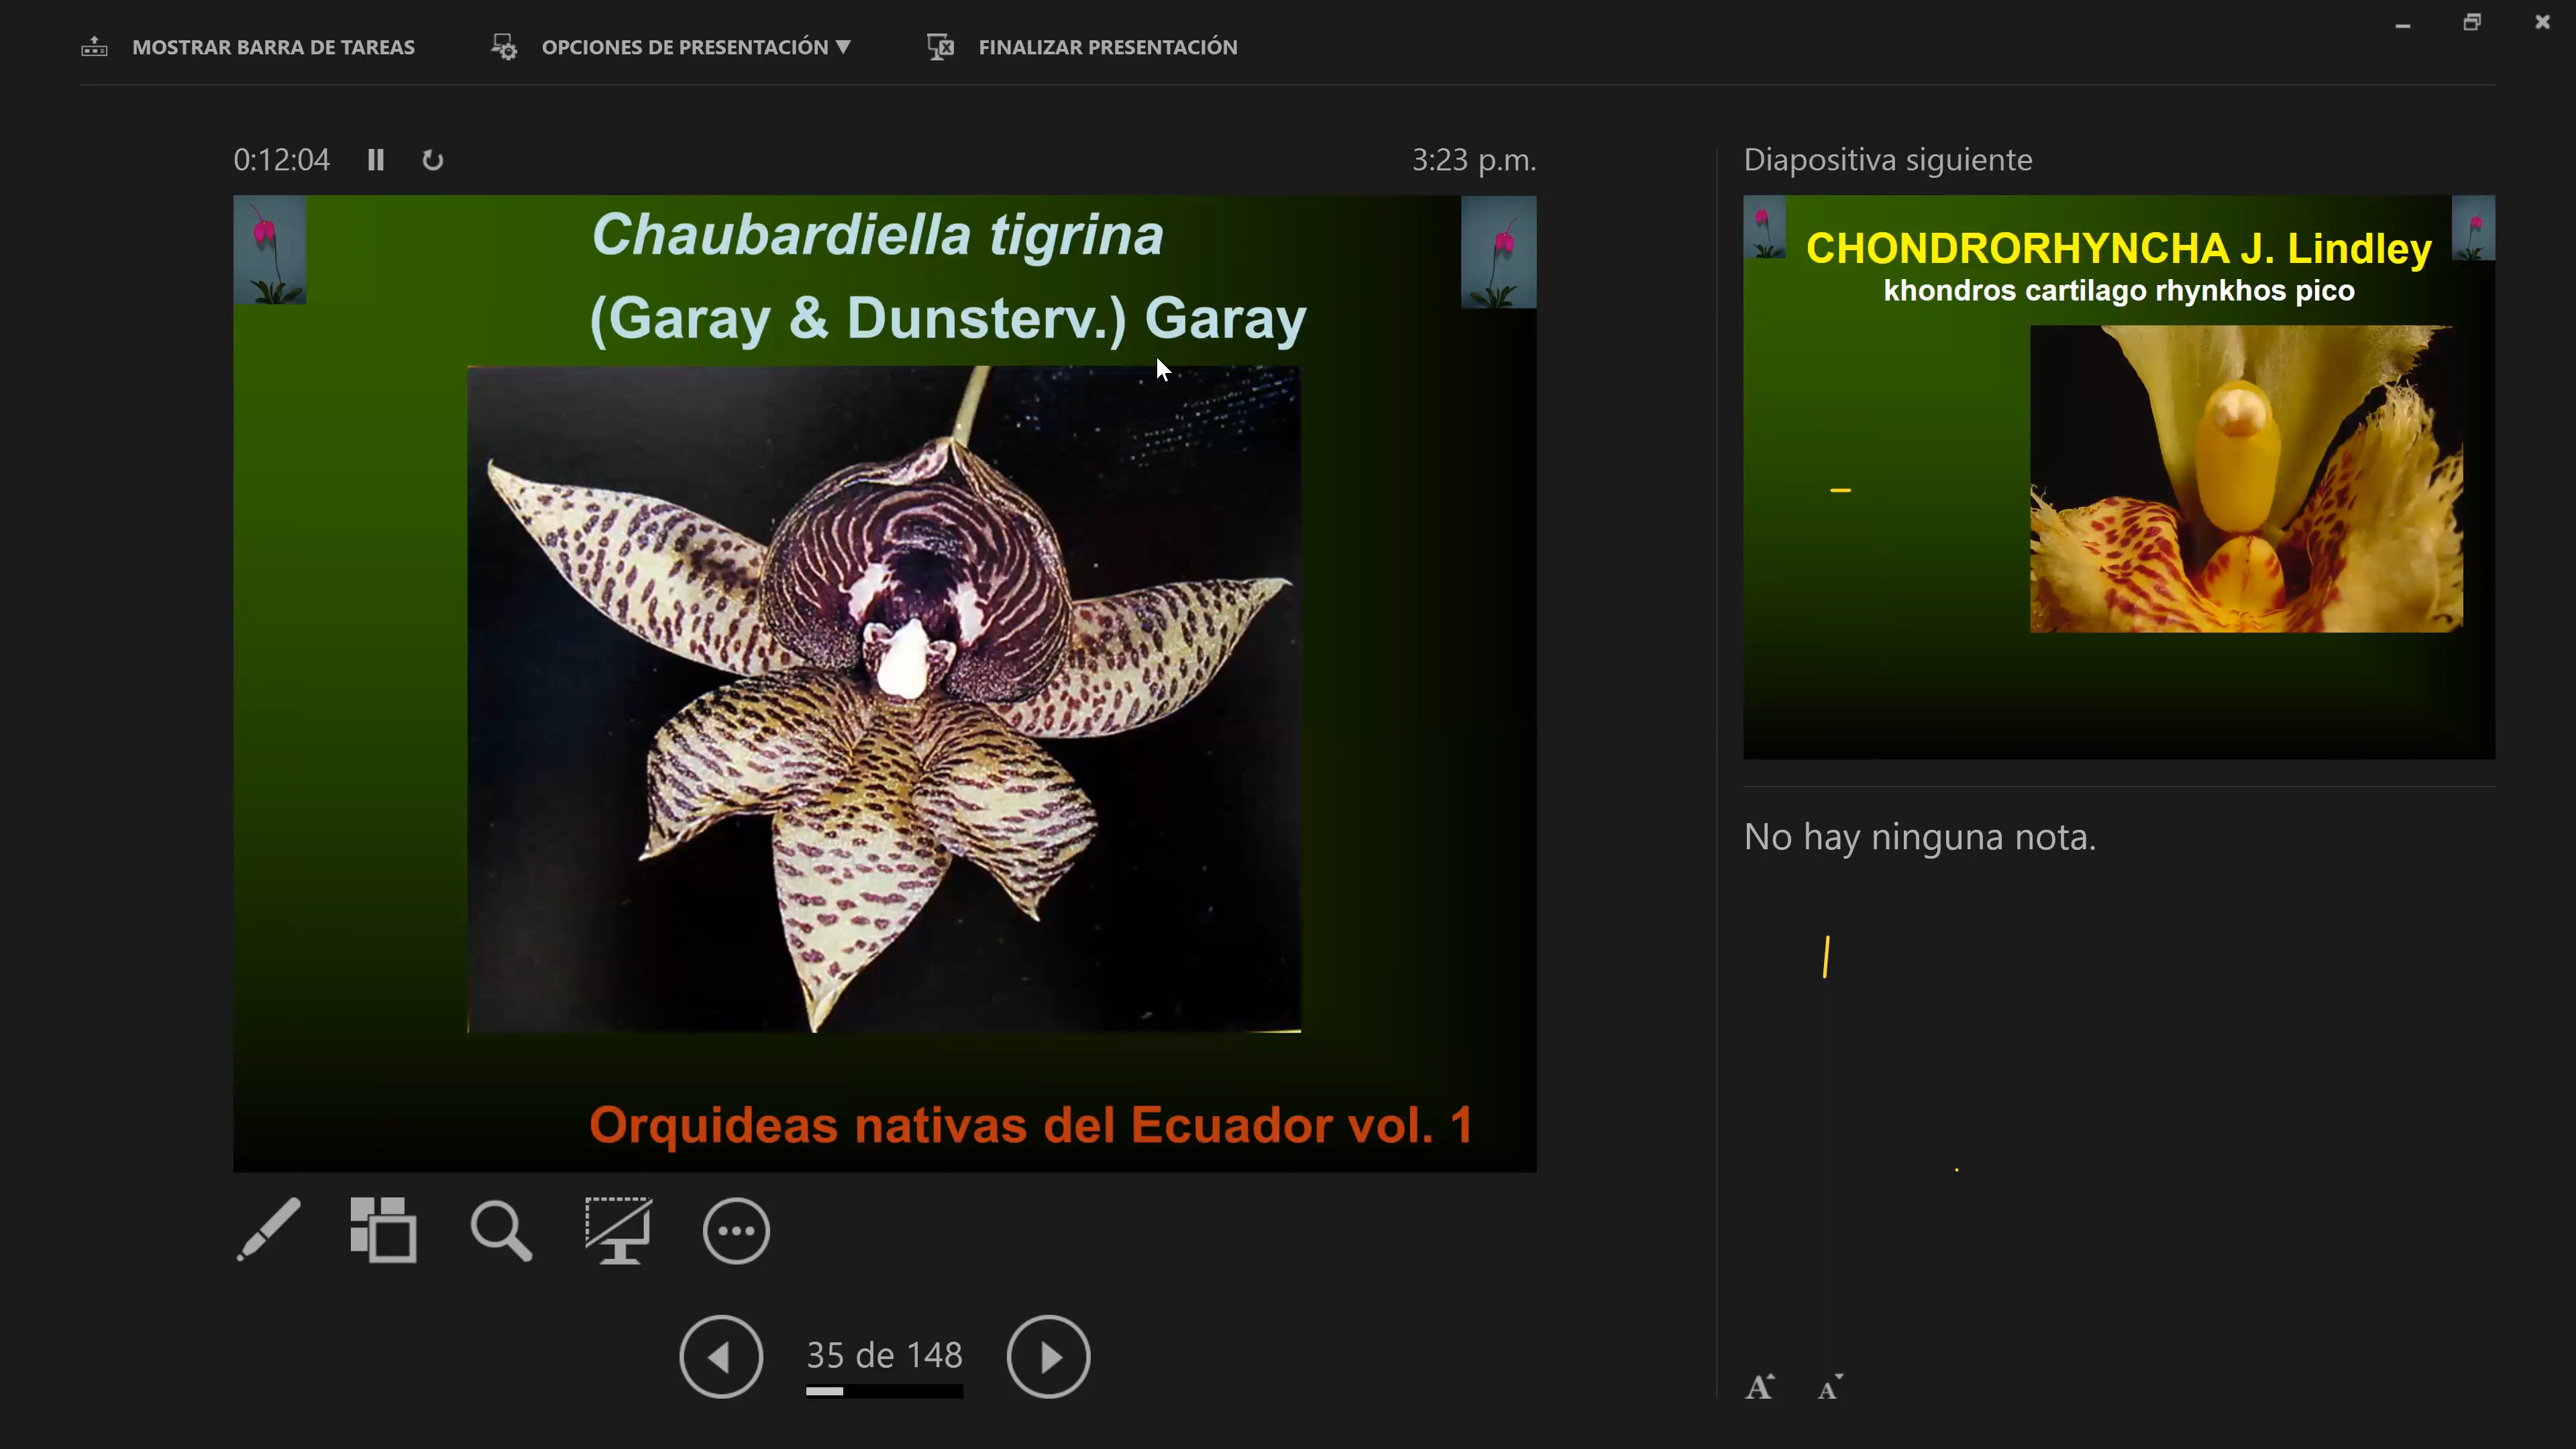 MOSTRAR BARRA DE TAREAS
OPCIONES DE PRESENTACIÓN ▼
FINALIZAR PRESENTACIÓN
0:12:04
3:23 p.m.
Chaubardiella tigrina
(Garay & Dunsterv.) Garay
Orquideas nativas del Ecuador vol. 1
35 de 148
Diapositiva siguiente
CHONDRORHYNCHA J. Lindley
khondros cartilago rhynkhos pico
No hay ninguna nota.
A A